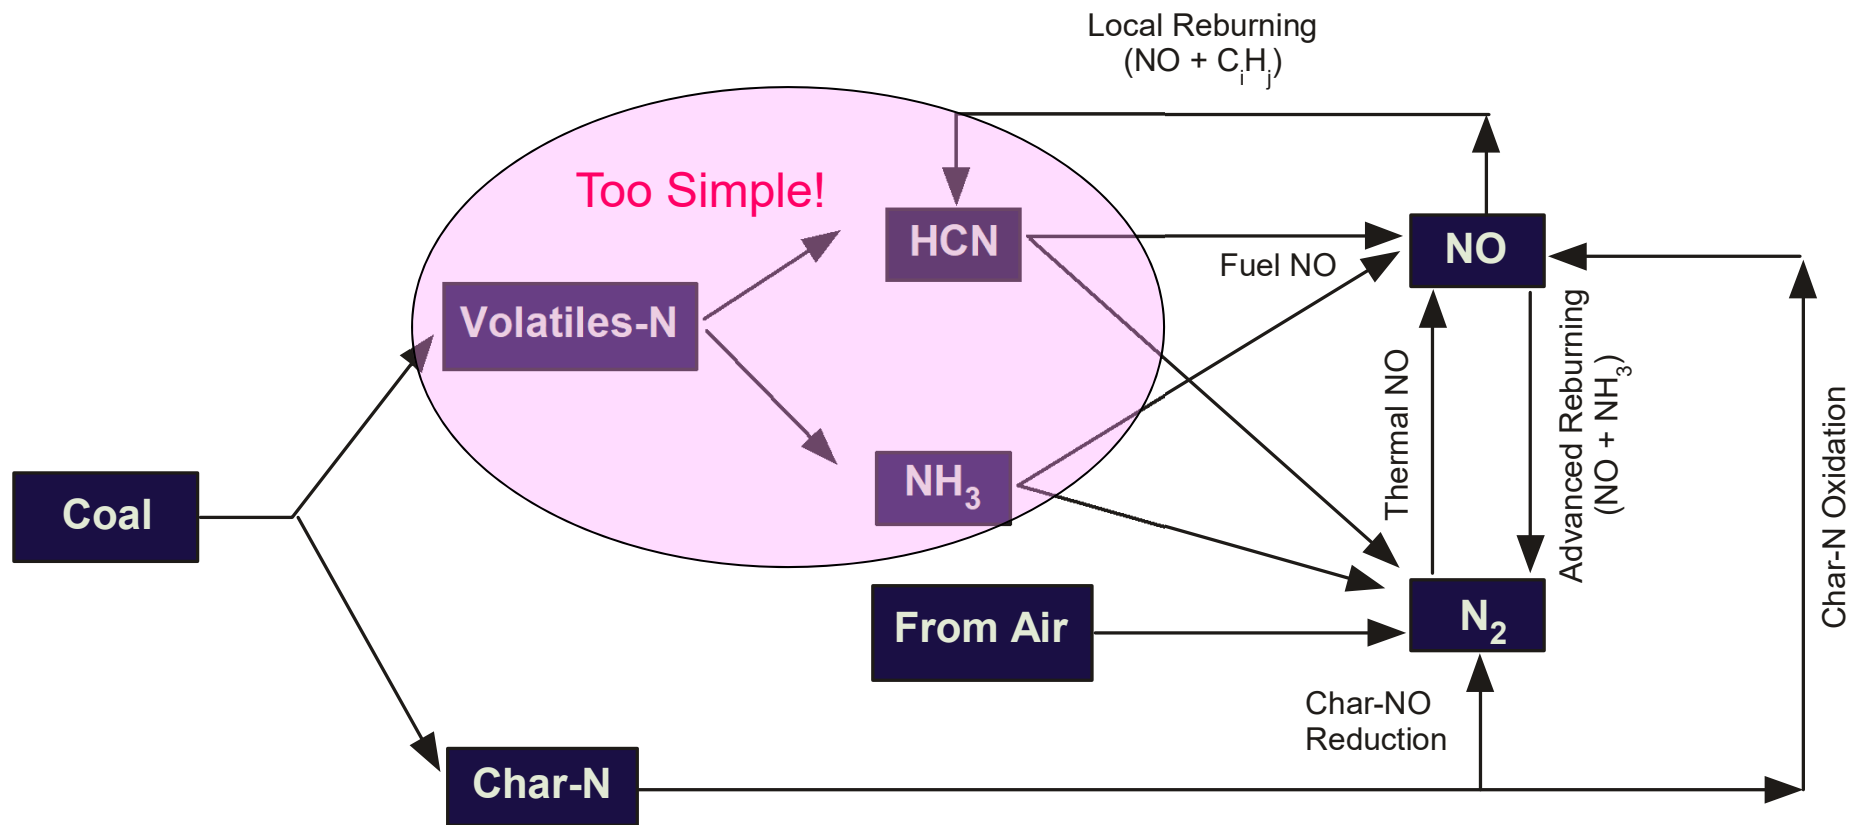 Local Reburning
(NO + CiHj)
Too Simple!
HCN
NO
Fuel NO
Volatiles-N
Thermal NO
Advanced Reburning
(NO + NH3)
Char-N Oxidation
Coal
NH3
From Air
N2
Char-NO
Reduction
Char-N